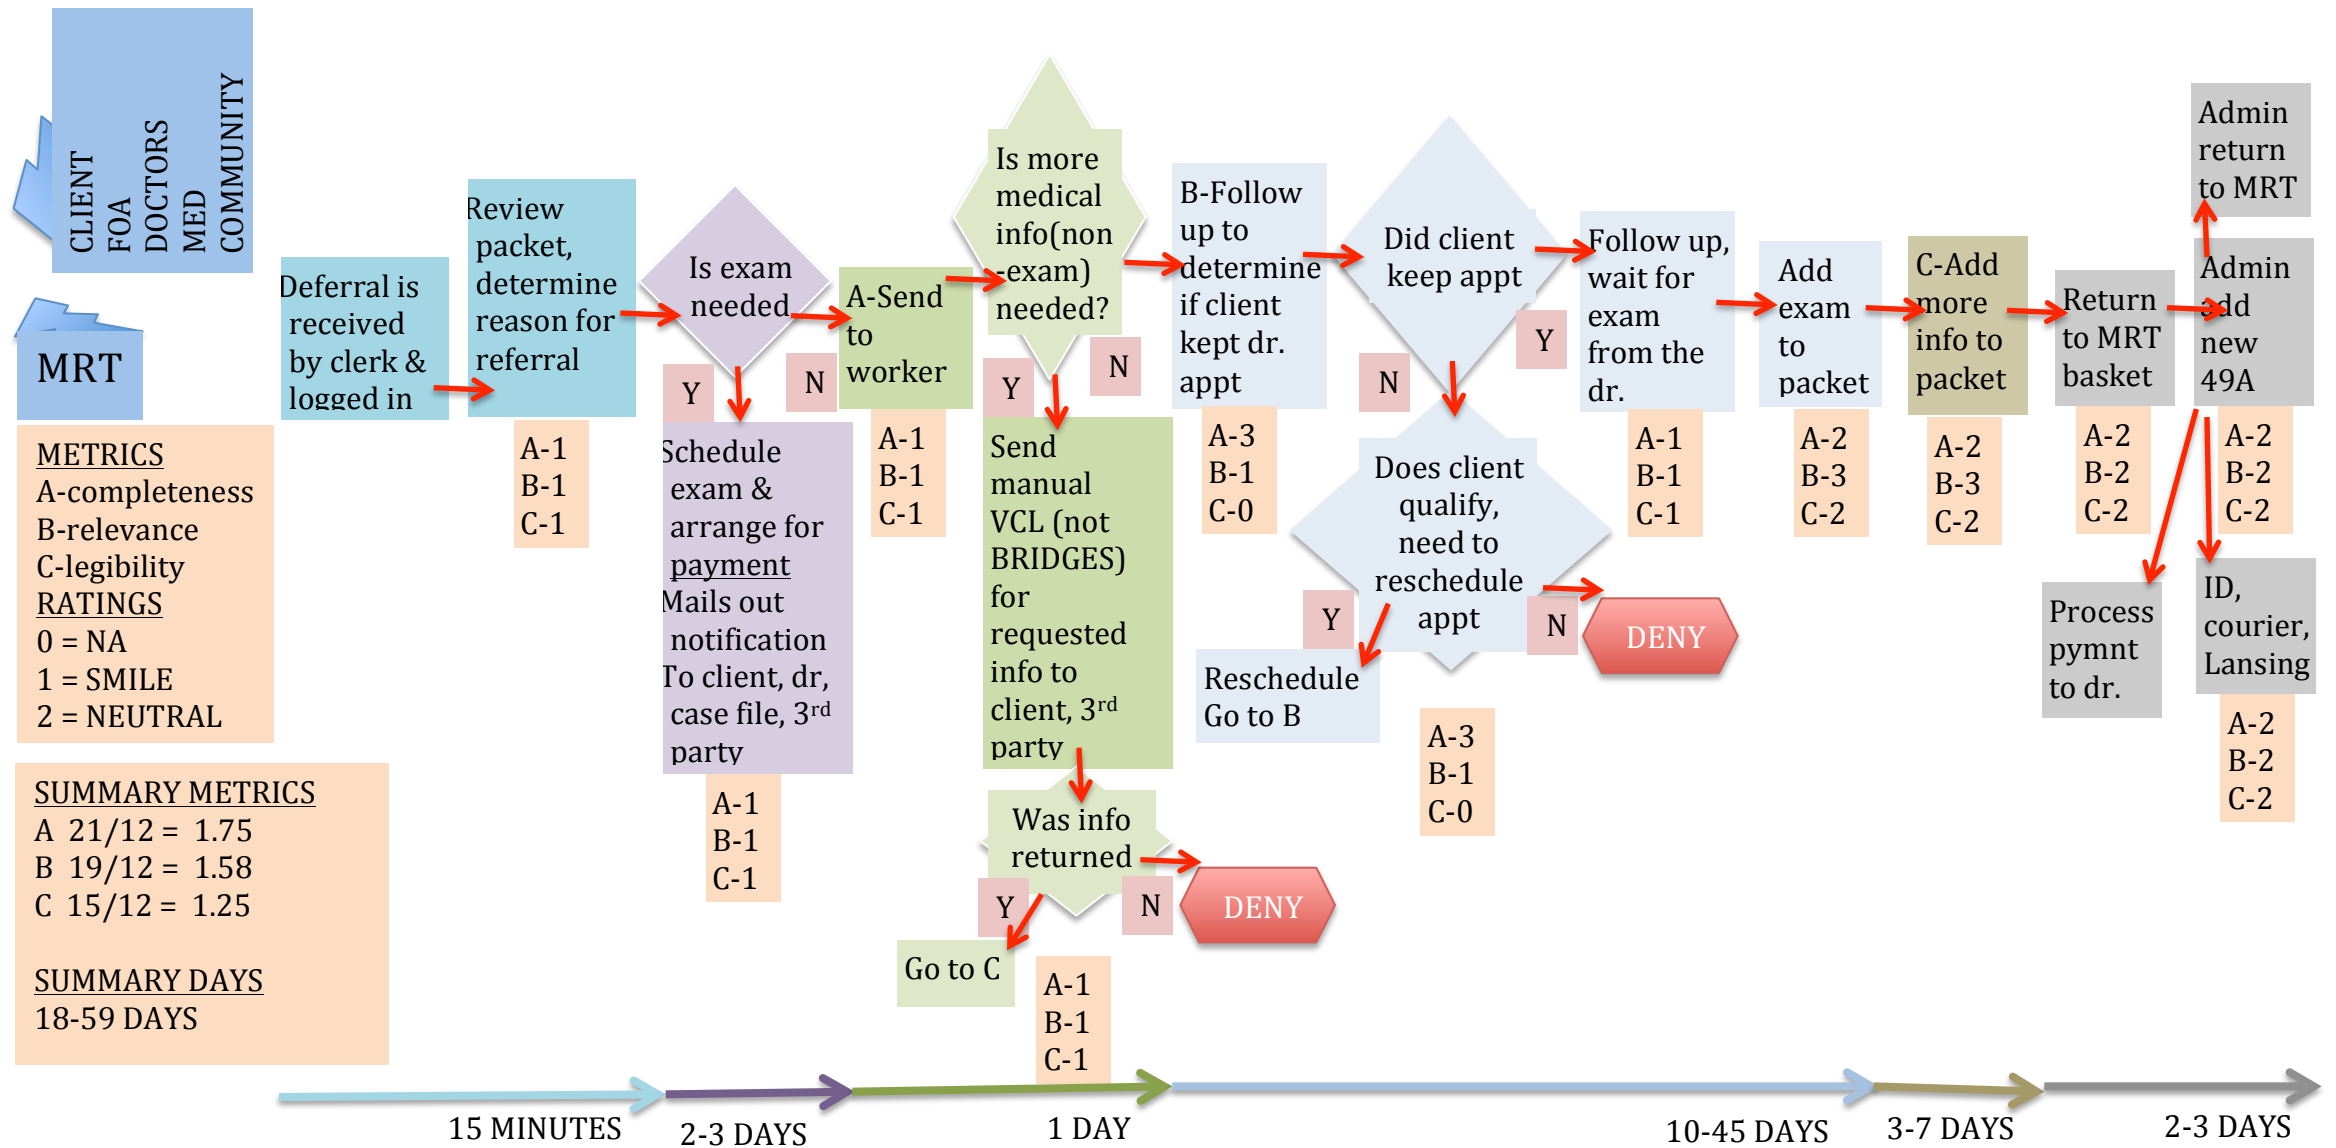 CLIENT
FOA
DOCTORS
MED
COMMUNITY
MRT
METRICS
A-completeness
B-relevance
C-legibility
RATINGS
0 = NA
1 = SMILE
2 = NEUTRAL
SUMMARY METRICS
A 21/12 = 1.75
B 19/12 = 1.58
C 15/12 = 1.25
SUMMARY DAYS
18-59 DAYS
Deferral is
received
by clerk &
logged in
Review
packet,
determine
reason for
referral
A-1
B-1
C-1
Is exam
needed
Y
N
Schedule
exam &
arrange for
payment
Mails out
notification
To client, dr,
case file, 3rd
party
A-1
B-1
C-1
A-Send
to
worker
A-1
B-1
C-1
Is more
medical
info(non
-exam)
needed?
Y
N
Send
manual
VCL (not
BRIDGES)
for
requested
info to
client, 3rd
party
Was info
returned
Y
N
Go to C
DENY
A-1
B-1
C-1
B-Follow
up to
determine
if client
kept dr.
appt
A-3
B-1
C-0
Did client
keep appt
N
Y
Does client
qualify,
need to
reschedule
appt
Y
N
Reschedule
Go to B
DENY
A-3
B-1
C-0
Follow up,
wait for
exam
from the
dr.
A-1
B-1
C-1
Add
exam
to
packet
A-2
B-3
C-2
C-Add
more
info to
packet
A-2
B-3
C-2
Return
to MRT
basket
A-2
B-2
C-2
Admin
return
to MRT
Admin
add
new
49A
A-2
B-2
C-2
Process
pymnt
to dr.
ID,
courier,
Lansing
A-2
B-2
C-2
15 MINUTES
2-3 DAYS
1 DAY
10-45 DAYS
3-7 DAYS
2-3 DAYS